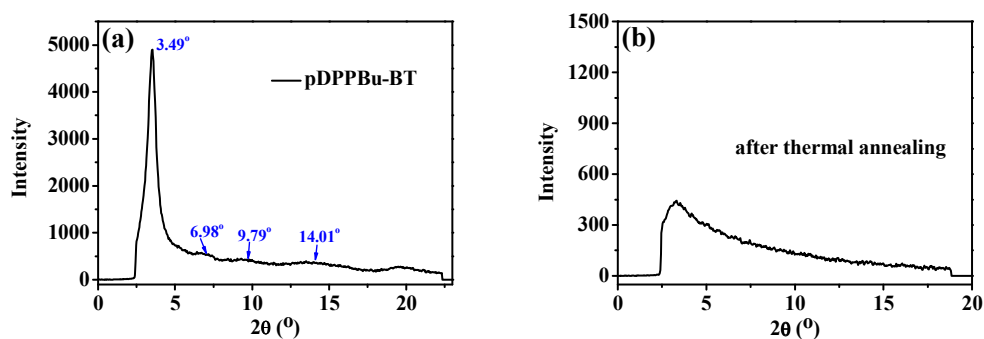 (a)
3.49°
pDPPBu-BT
6.98°
9.79°
14.01°
Intensity
5000
4000
3000
2000
1000
0
0 5 10 15 20
2θ (°)
(b)
after thermal annealing
Intensity
1500
1200
900
600
300
0
0 5 10 15 20
2θ (°)